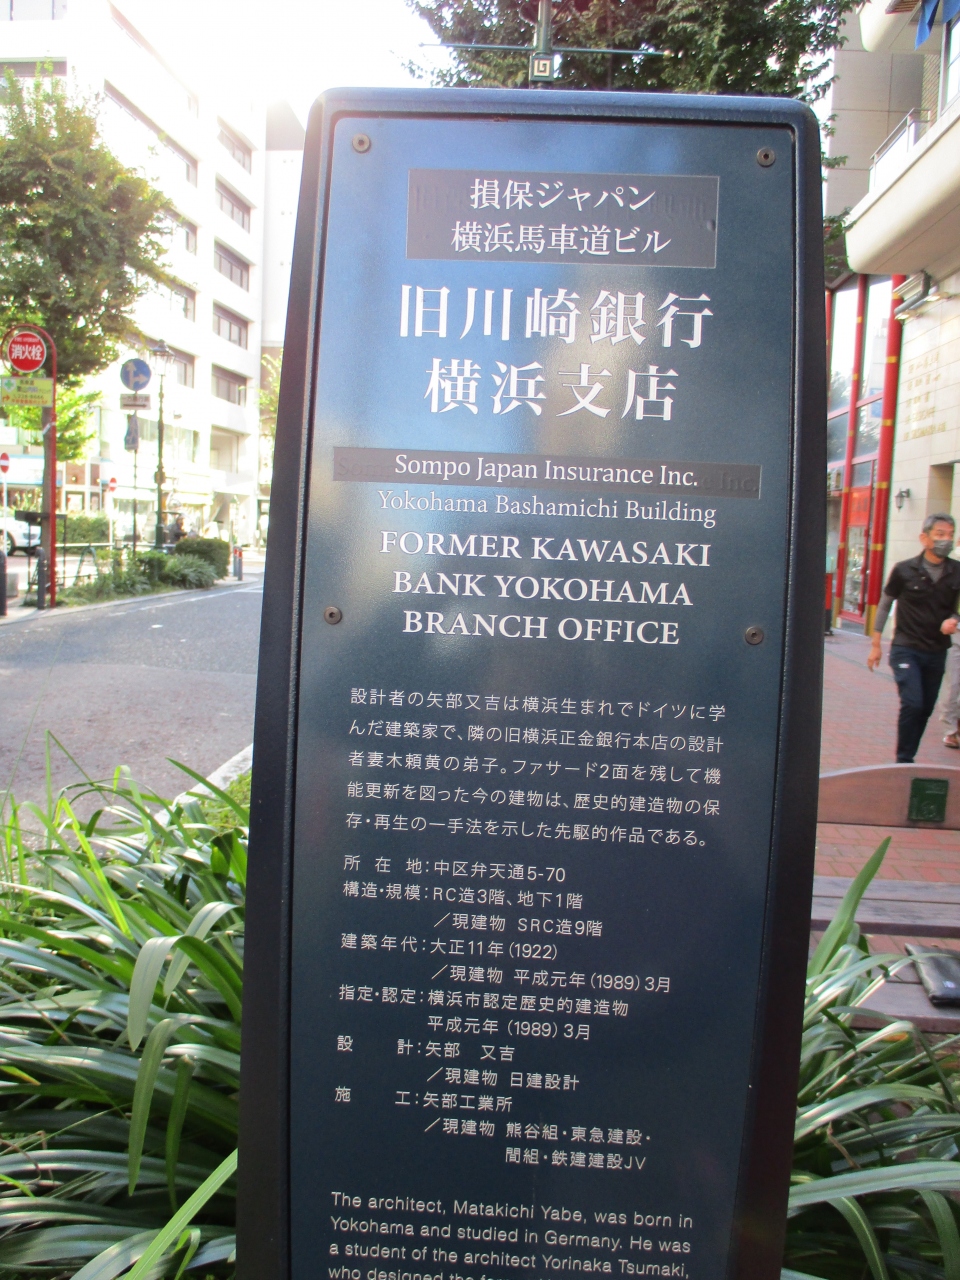 損保ジャパン
横浜馬車道ビル
旧川崎銀行
横浜支店
Sompo Japan Insurance Inc.
Yokohama Bashamichi Building
FORMER KAWASAKI
BANK YOKOHAMA
BRANCH OFFICE
設計者の矢部又吉は横浜生まれでドイツに学
んだ建築家で、隣の旧横浜正金銀行本店の設計
者妻木頼黄の弟子。ファサード2面を残して機
能更新を図った今の建物は、歴史的建造物の保
存・再生の一手法を示した先駆的作品である。
所在地：中区弁天通5-70
構造・規模：RC造3階、地下1階
／現建物 SRC造9階
建築年代：大正11年（1922）
／現建物 平成元年（1989）3月
指定・認定：横浜市認定歴史的建造物
平成元年（1989）3月
設計：矢部 又吉
／現建物 日建設計
施工：矢部工業所
／現建物 熊谷組・東急建設・
間組・鉄建建設JV
The architect, Matakichi Yabe, was born in
Yokohama and studied in Germany. He was
a student of the architect Yorinaka Tsumaki,
who designed the
消火栓